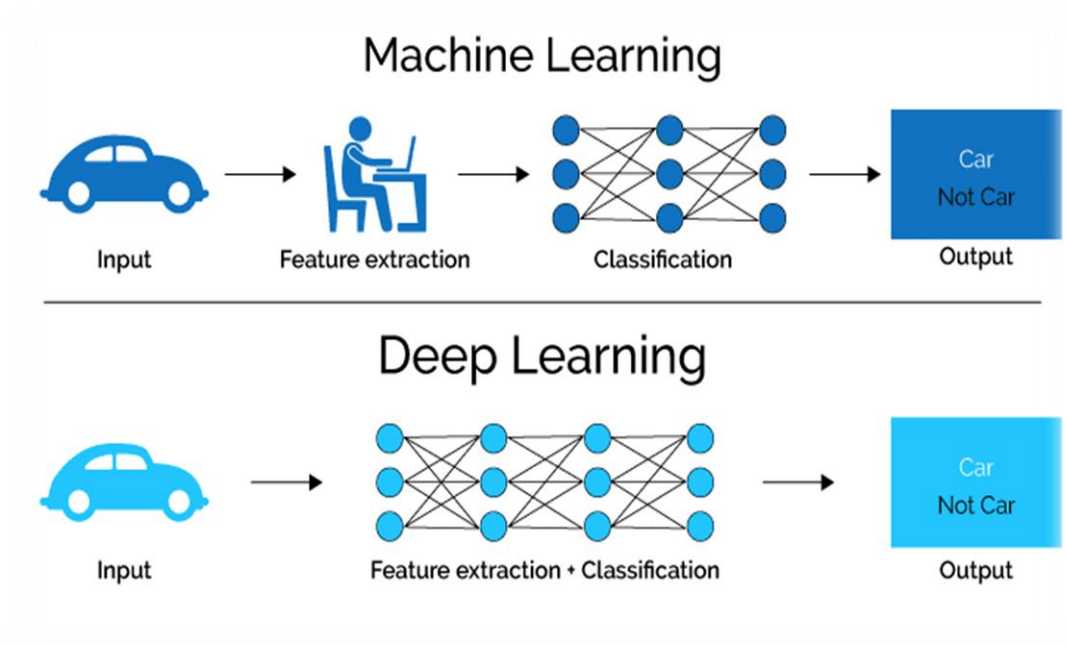 Machine Learning
Car
Not Car
Input
Feature extraction
Classification
Output
Deep Learning
Car
Not Car
Input
Feature extraction + Classification
Output